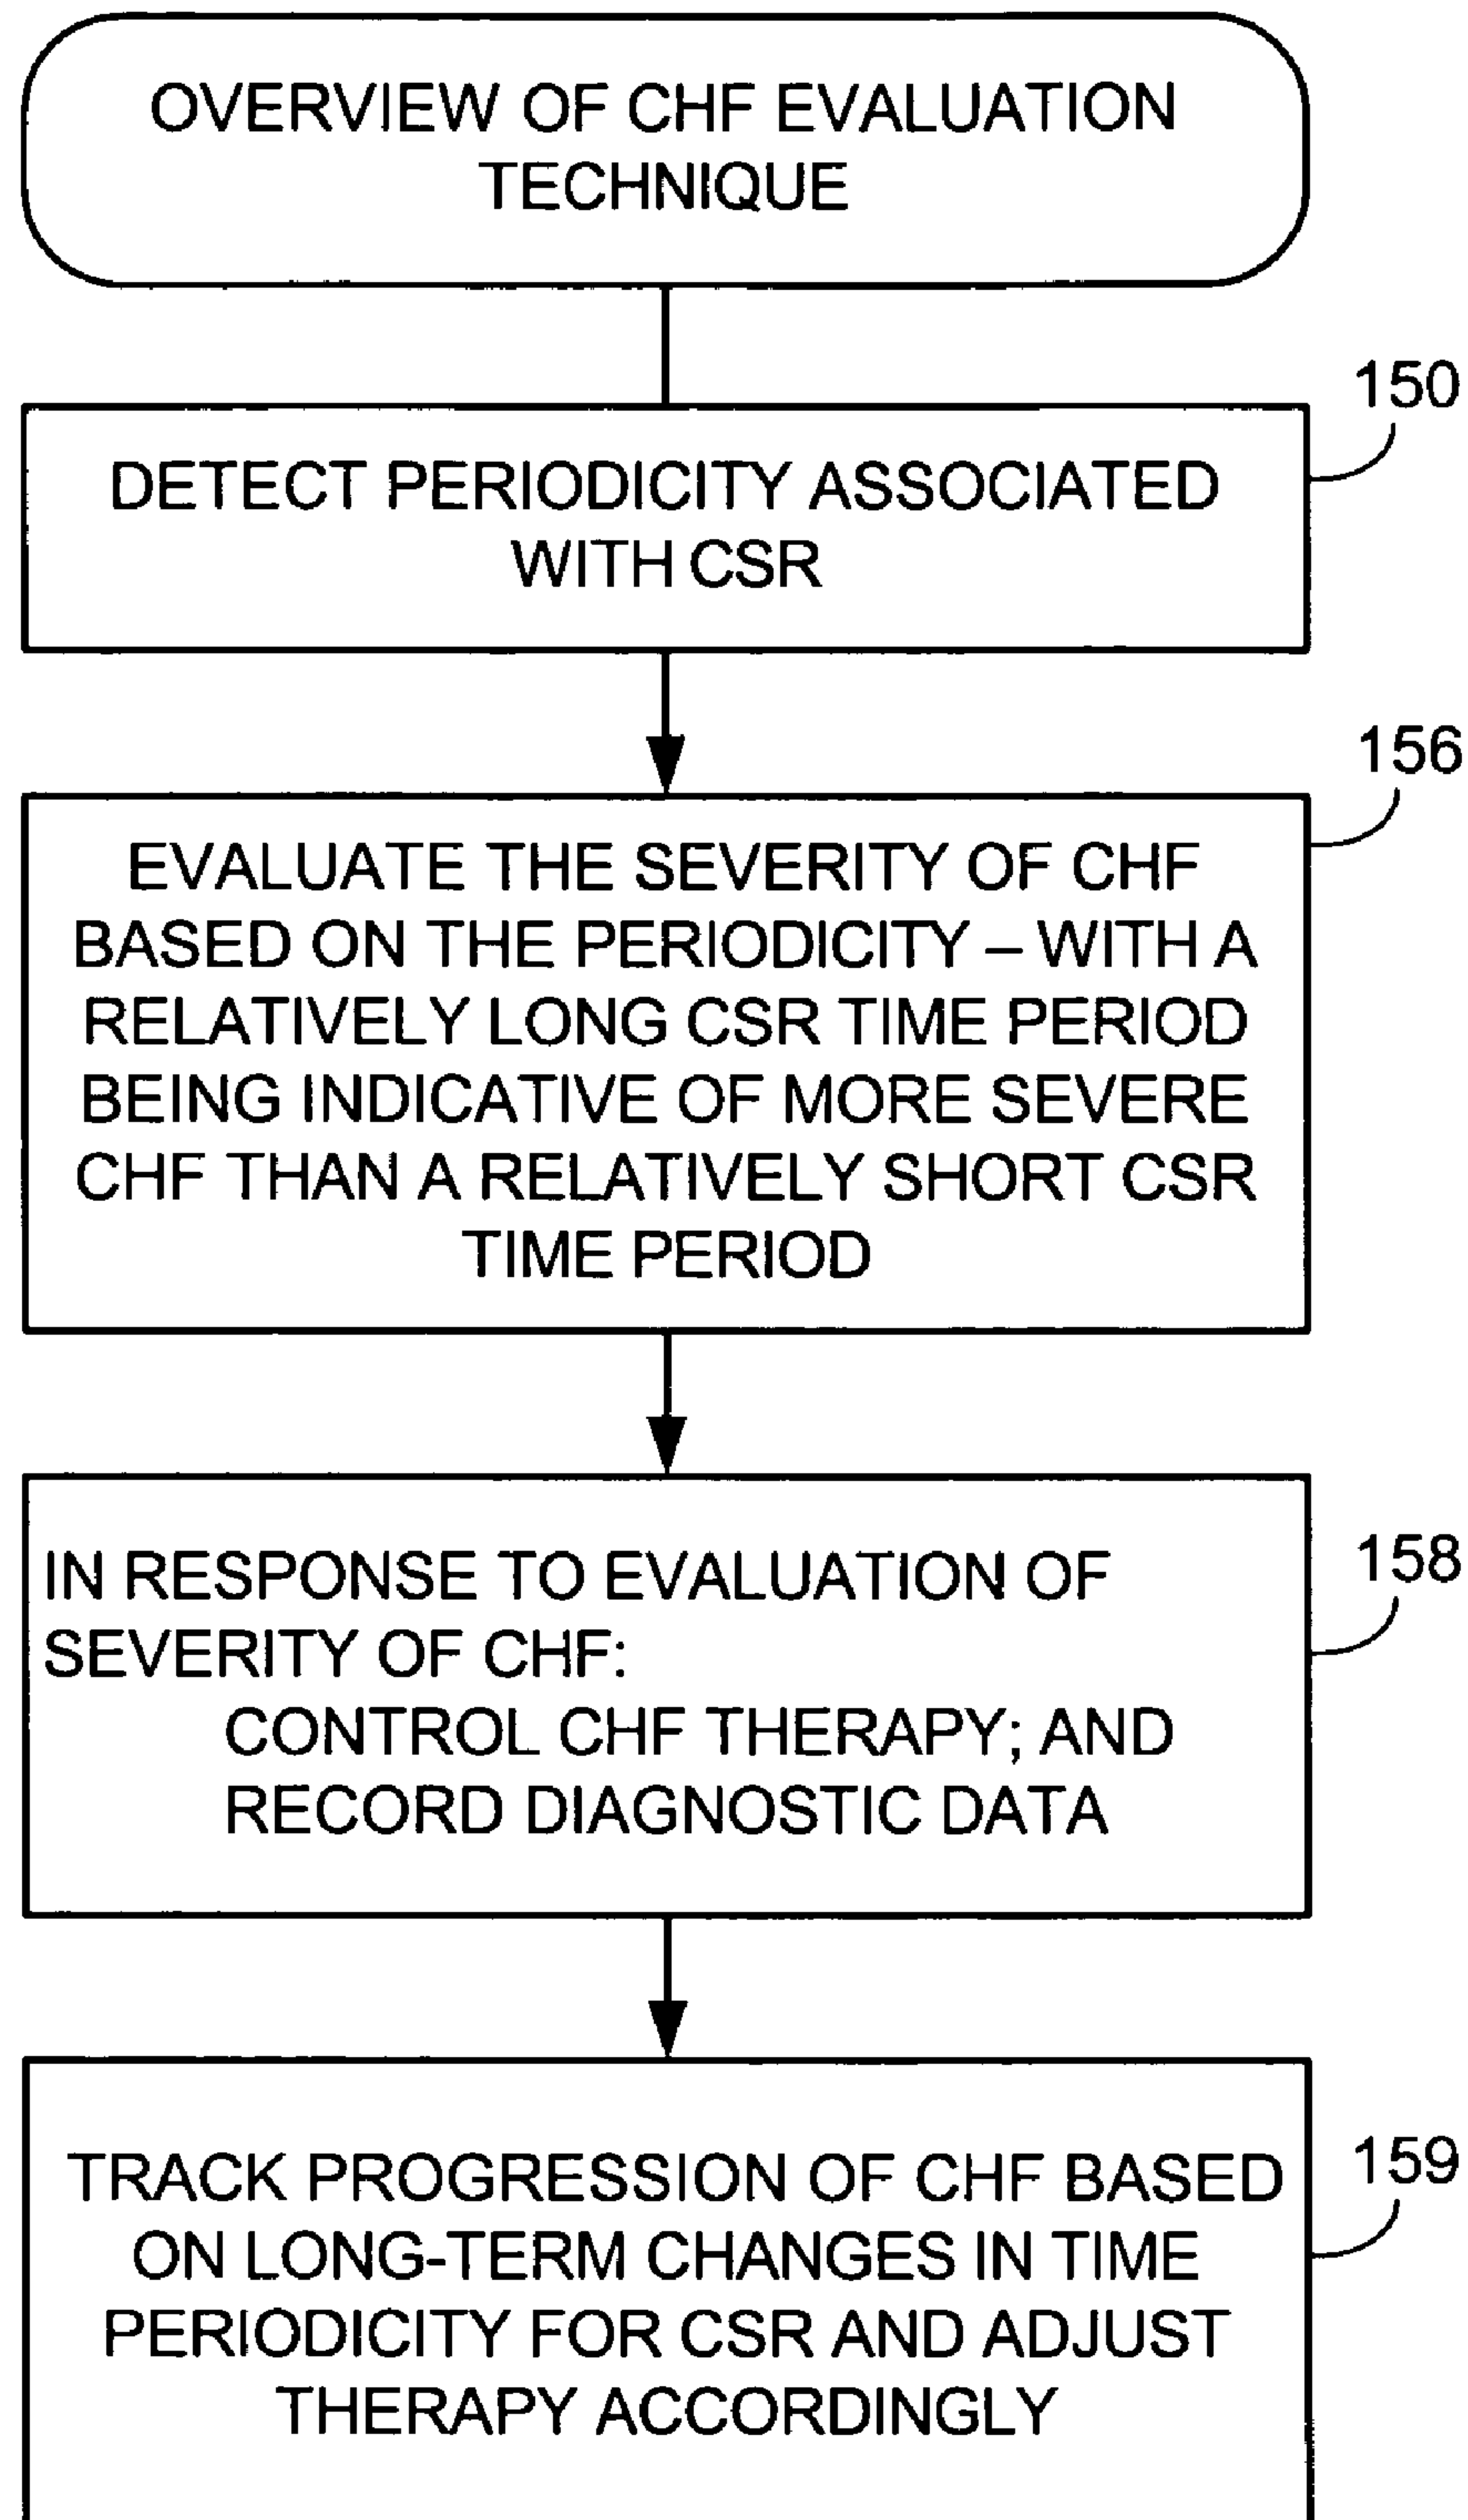 OVERVIEW OF CHF EVALUATION
TECHNIQUE
150
DETECT PERIODICITY ASSOCIATED
WITH CSR
156
EVALUATE THE SEVERITY OF CHF
BASED ON THE PERIODICITY – WITH A
RELATIVELY LONG CSR TIME PERIOD
BEING INDICATIVE OF MORE SEVERE
CHF THAN A RELATIVELY SHORT CSR
TIME PERIOD
158
IN RESPONSE TO EVALUATION OF
SEVERITY OF CHF:
CONTROL CHF THERAPY; AND
RECORD DIAGNOSTIC DATA
159
TRACK PROGRESSION OF CHF BASED
ON LONG-TERM CHANGES IN TIME
PERIODICITY FOR CSR AND ADJUST
THERAPY ACCORDINGLY